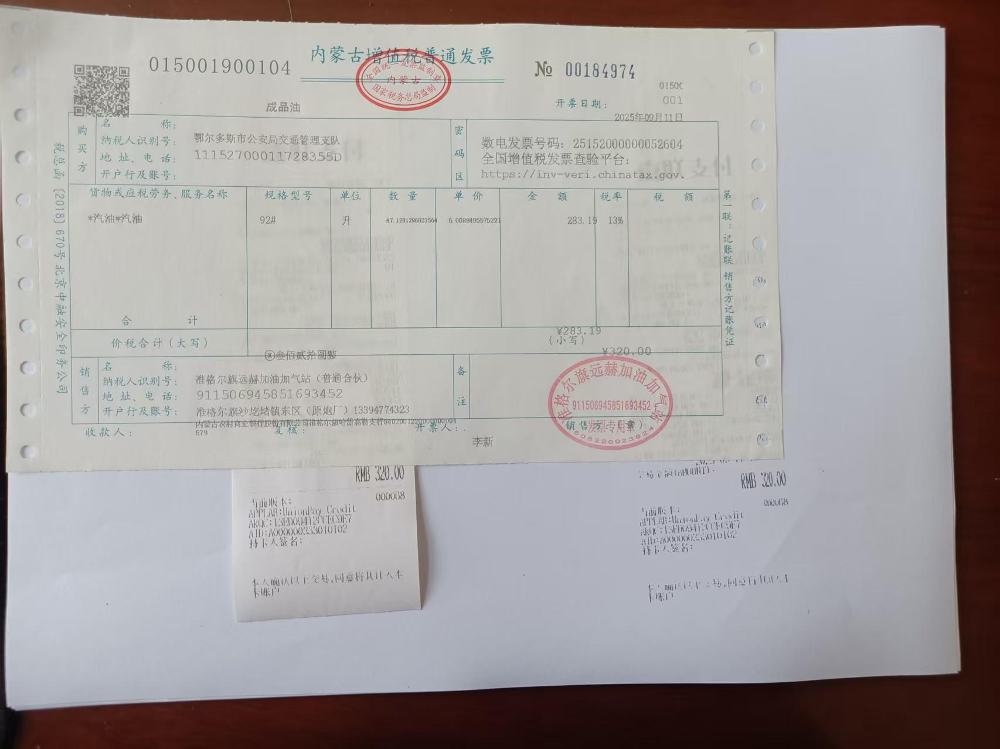 内蒙古增值税普通发票
015001900104
№ 00184974
全国统一发票监制章
内蒙古
国家税务总局监制
0150C
001
开票日期：
2025年09月11日
成品油
购买方
名称：
纳税人识别号：
地址、电话：
开户行及账号：
鄂尔多斯市公安局交通管理支队
11152700011728355D
密码区
数电发票号码：25152000000052604
全国增值税发票查验平台：
https://inv-veri.chinatax.gov.
货物或应税劳务、服务名称 规格型号 单位 数量 单价 金额 税率 税额
*汽油*汽油 92# 升 47.1281296023564 6.0088495575221 283.19 13%
合计
¥283.19
价税合计（大写） （小写）
ⓧ叁佰贰拾圆整 ¥320.00
销售方
名称：
纳税人识别号：
地址、电话：
开户行及账号：
准格尔旗远赫加油加气站（普通合伙）
911506945851693452
准格尔旗沙圪堵镇东区（原炮厂）13394774323
内蒙古农村商业银行股份有限公司准格尔旗哈岱高勒支行8402001220000000004
579
备注
收款人： 复核： 开票人： 销售方：（章）
李新
准格尔旗远赫加油加气站
911506945851693452
发票专用章
税总函〔2018〕670号北京中融安全印务公司
第一联：记账联 销售方记账凭证
RMB 320.00
000068
当前版本：
APPLAB:UnionPay Credit
ARQC:13ED09412CCEC9E7
AID:A000000333010102
持卡人签名：
本人确认以上交易,同意将其计入本
卡账户
交易金额(AMOUNT):
RMB 320.00
000068
当前版本：
APPLAB:UnionPay Credit
ARQC:13ED09412CCEC9E7
AID:A000000333010102
持卡人签名：
本人确认以上交易,同意将其计入本
卡账户